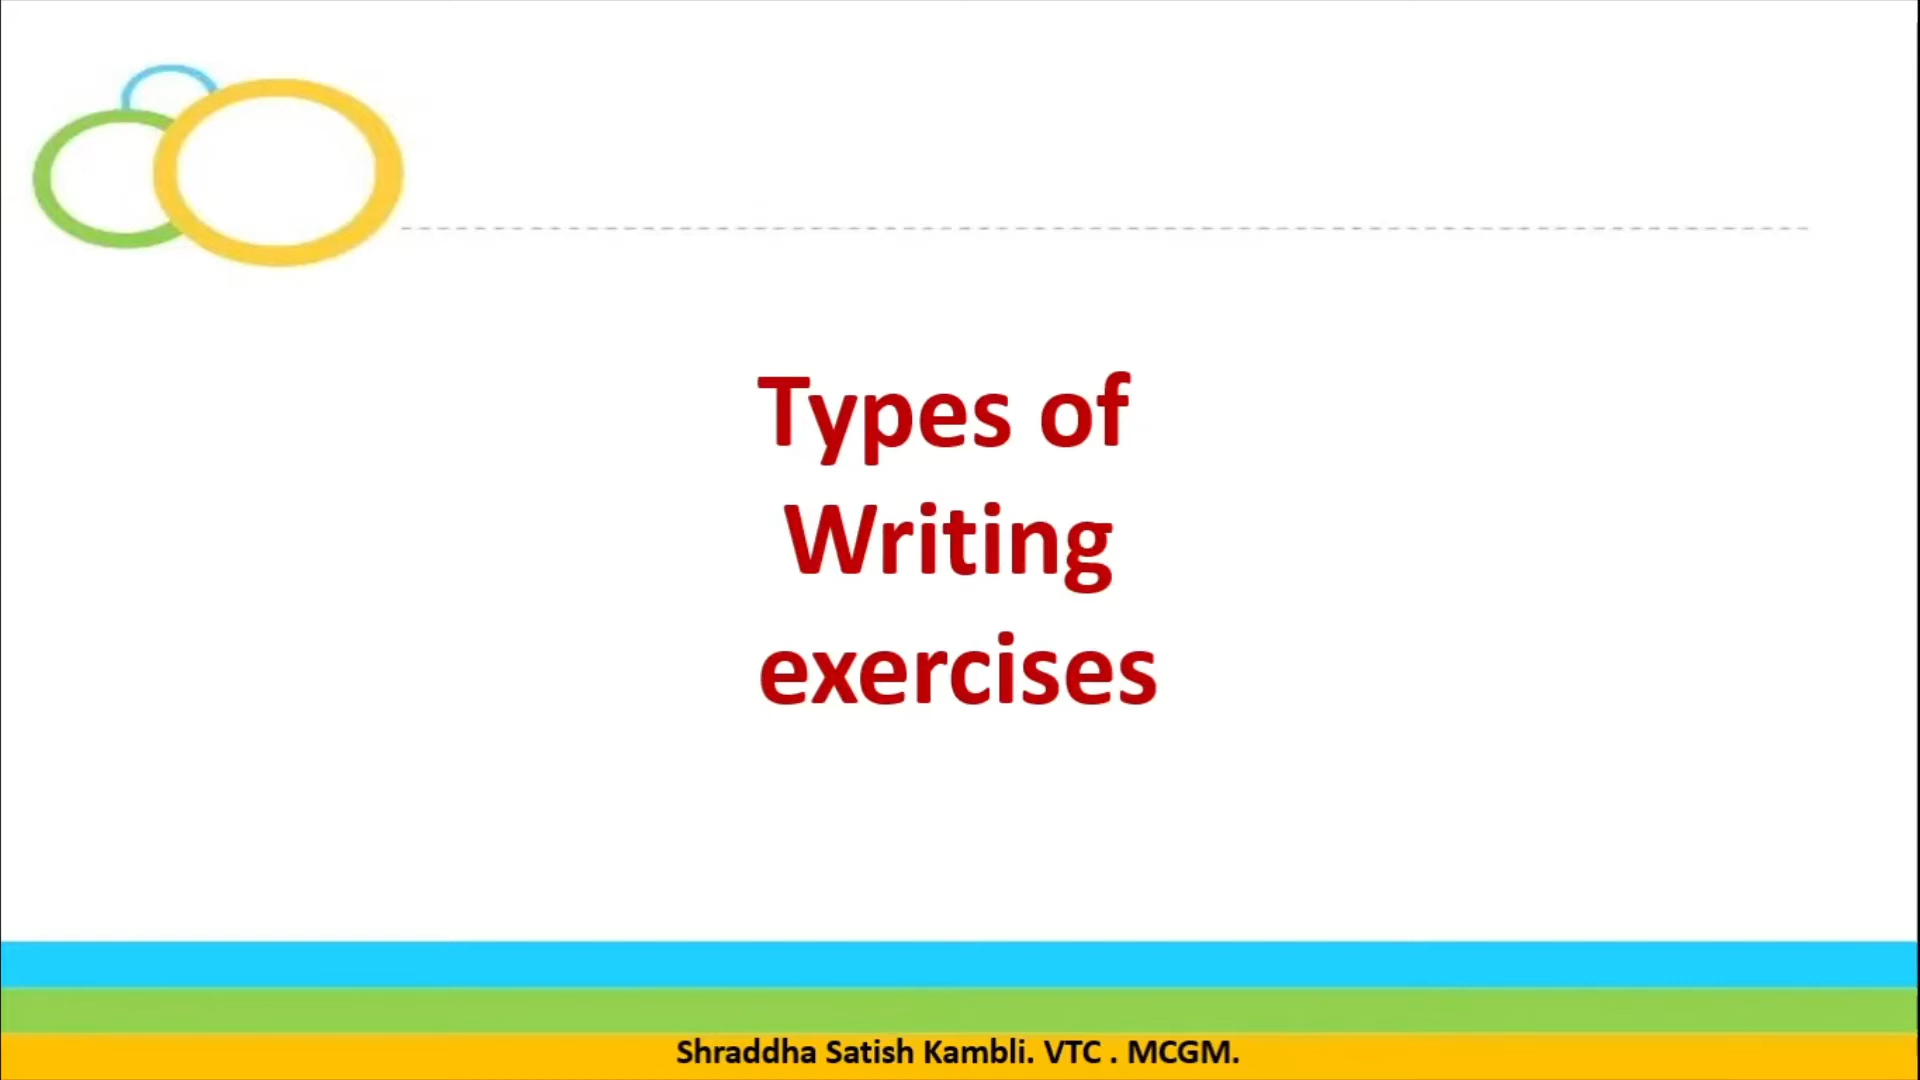 Types of
Writing
exercises
Shraddha Satish Kambli. VTC . MCGM.